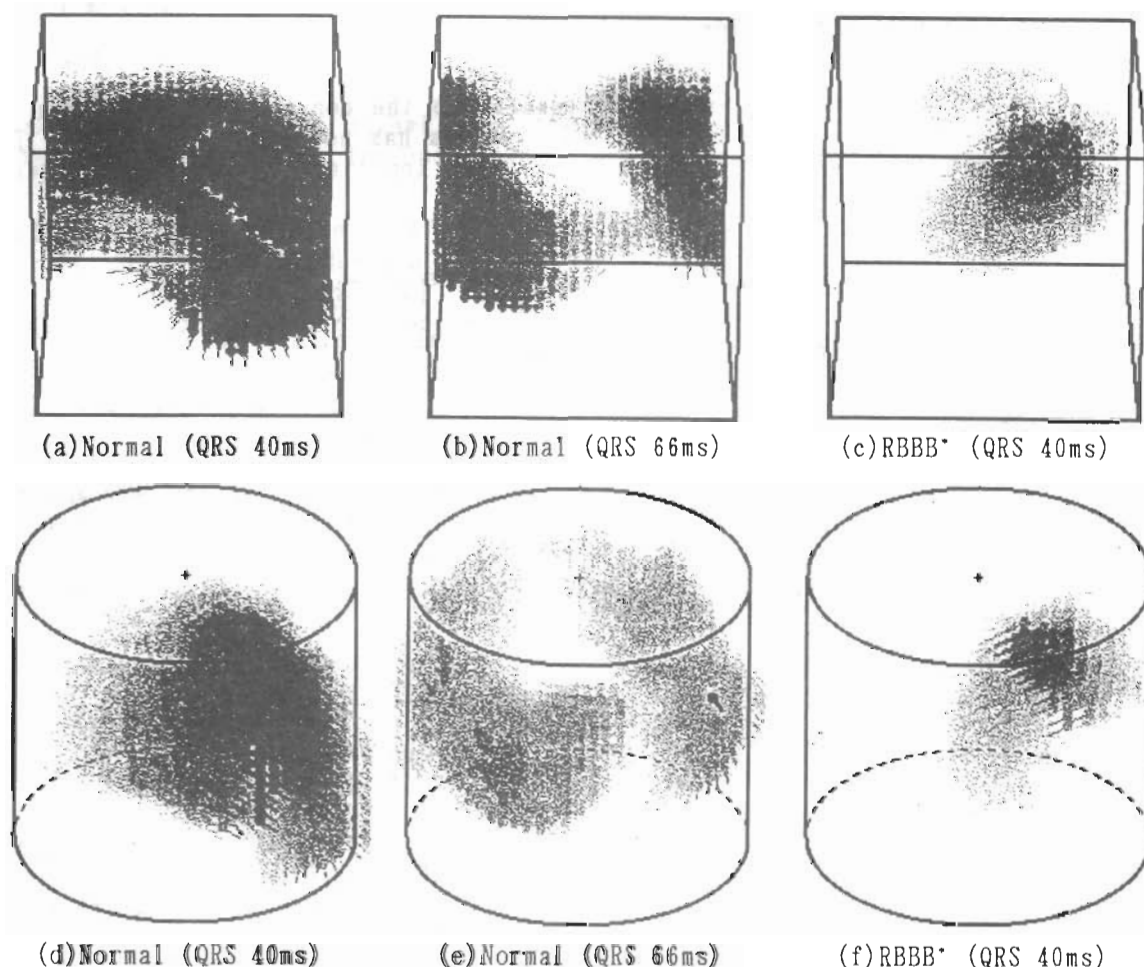 (a)Normal (QRS 40ms)
(b)Normal (QRS 66ms)
(c)RBBB* (QRS 40ms)
(d)Normal (QRS 40ms)
(e)Normal (QRS 66ms)
(f)RBBB* (QRS 40ms)